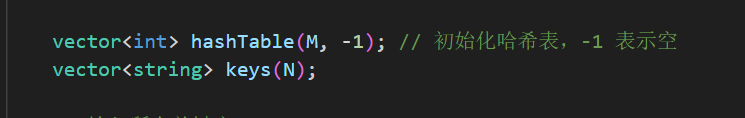 vector<int> hashTable(M, -1); // 初始化哈希表，-1 表示空
vector<string> keys(N);